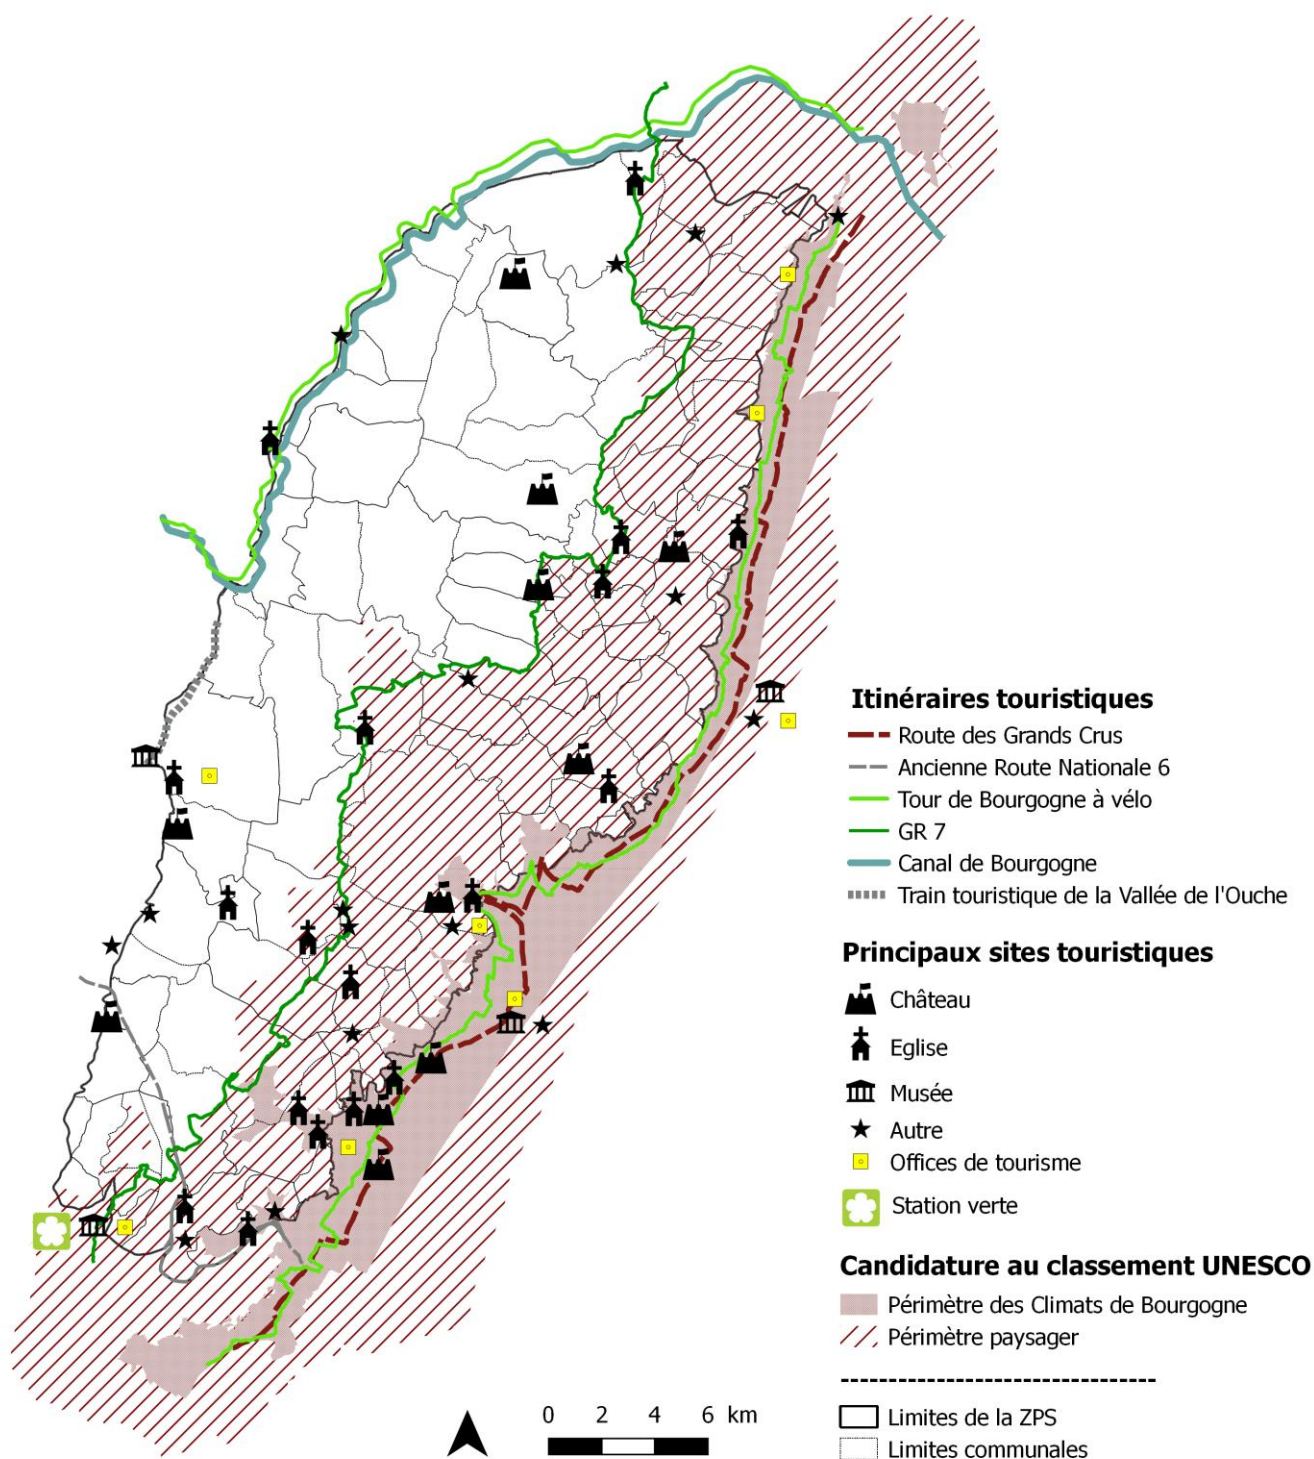 Itinéraires touristiques
Route des Grands Crus
Ancienne Route Nationale 6
Tour de Bourgogne à vélo
GR 7
Canal de Bourgogne
Train touristique de la Vallée de l'Ouche
Principaux sites touristiques
Château
Eglise
Musée
Autre
Offices de tourisme
Station verte
Candidature au classement UNESCO
Périmètre des Climats de Bourgogne
Périmètre paysager
Limites de la ZPS
Limites communales
0 2 4 6 km